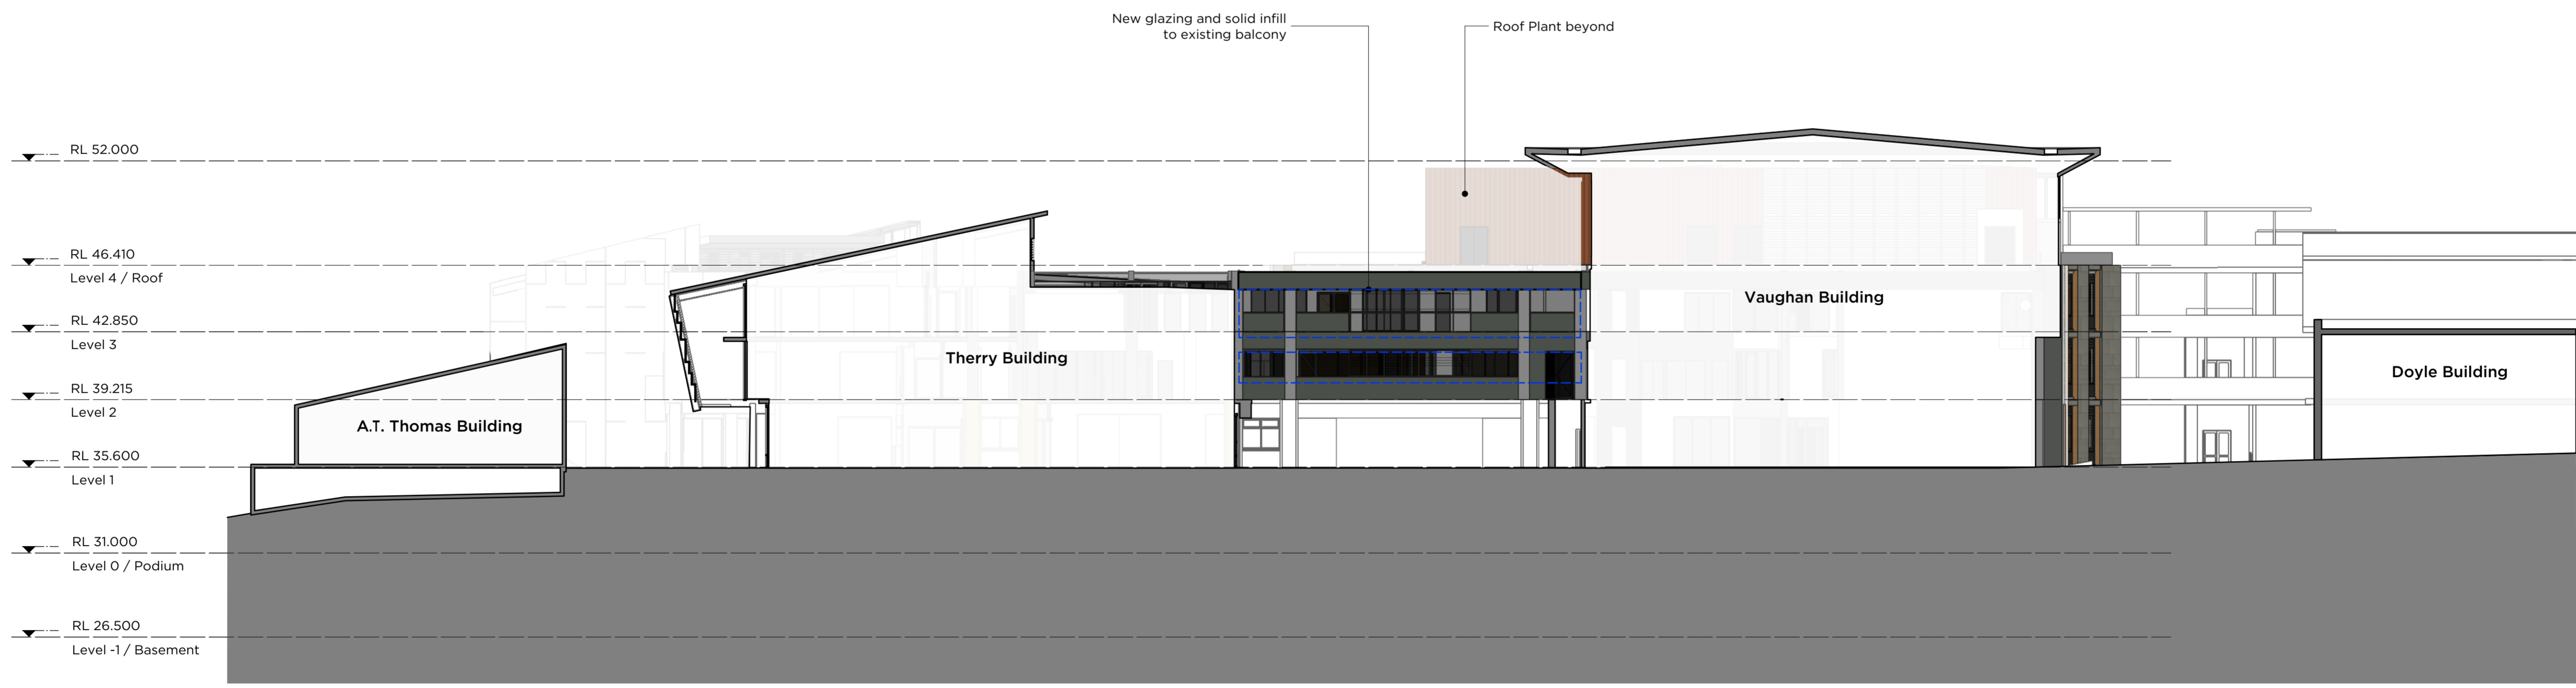 New glazing and solid infill
to existing balcony
Roof Plant beyond
RL 52.000
RL 46.410
Level 4 / Roof
RL 42.850
Level 3
RL 39.215
Level 2
RL 35.600
Level 1
RL 31.000
Level 0 / Podium
RL 26.500
Level -1 / Basement
A.T. Thomas Building
Therry Building
Vaughan Building
Doyle Building